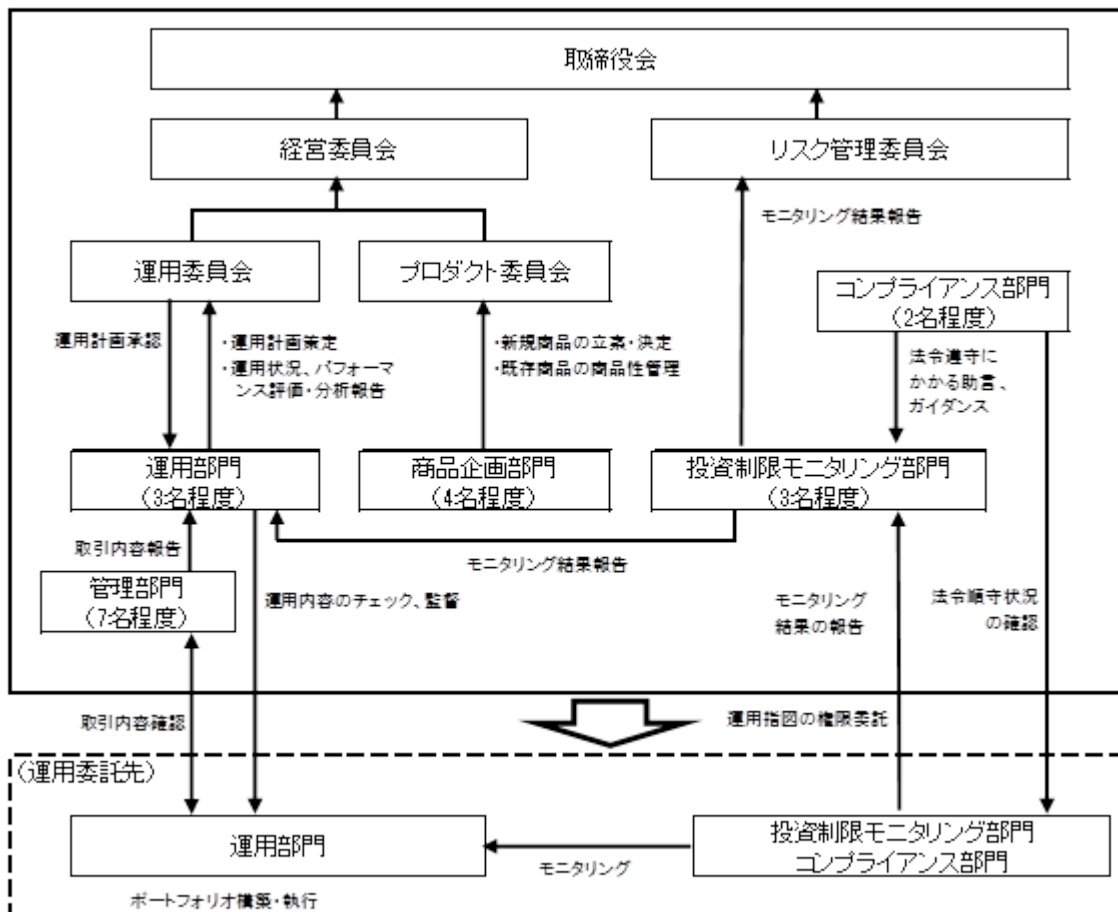 取締役会
経営委員会
リスク管理委員会
モニタリング結果報告
運用委員会
プロダクト委員会
コンプライアンス部門
(2名程度)
運用計画承認
・運用計画策定
・運用状況、パフォーマ
ンス評価・分析報告
・新規商品の立案・決定
・既存商品の商品性管理
法令遵守に
かかる助言、
ガイダンス
運用部門
(3名程度)
商品企画部門
(4名程度)
投資制限モニタリング部門
(3名程度)
取引内容報告
モニタリング結果報告
管理部門
(7名程度)
運用内容のチェック、監督
モニタリング
結果の報告
法令順守状況
の確認
取引内容確認
運用指図の権限委託
(運用委託先)
運用部門
モニタリング
投資制限モニタリング部門
コンプライアンス部門
ポートフォリオ構築・執行